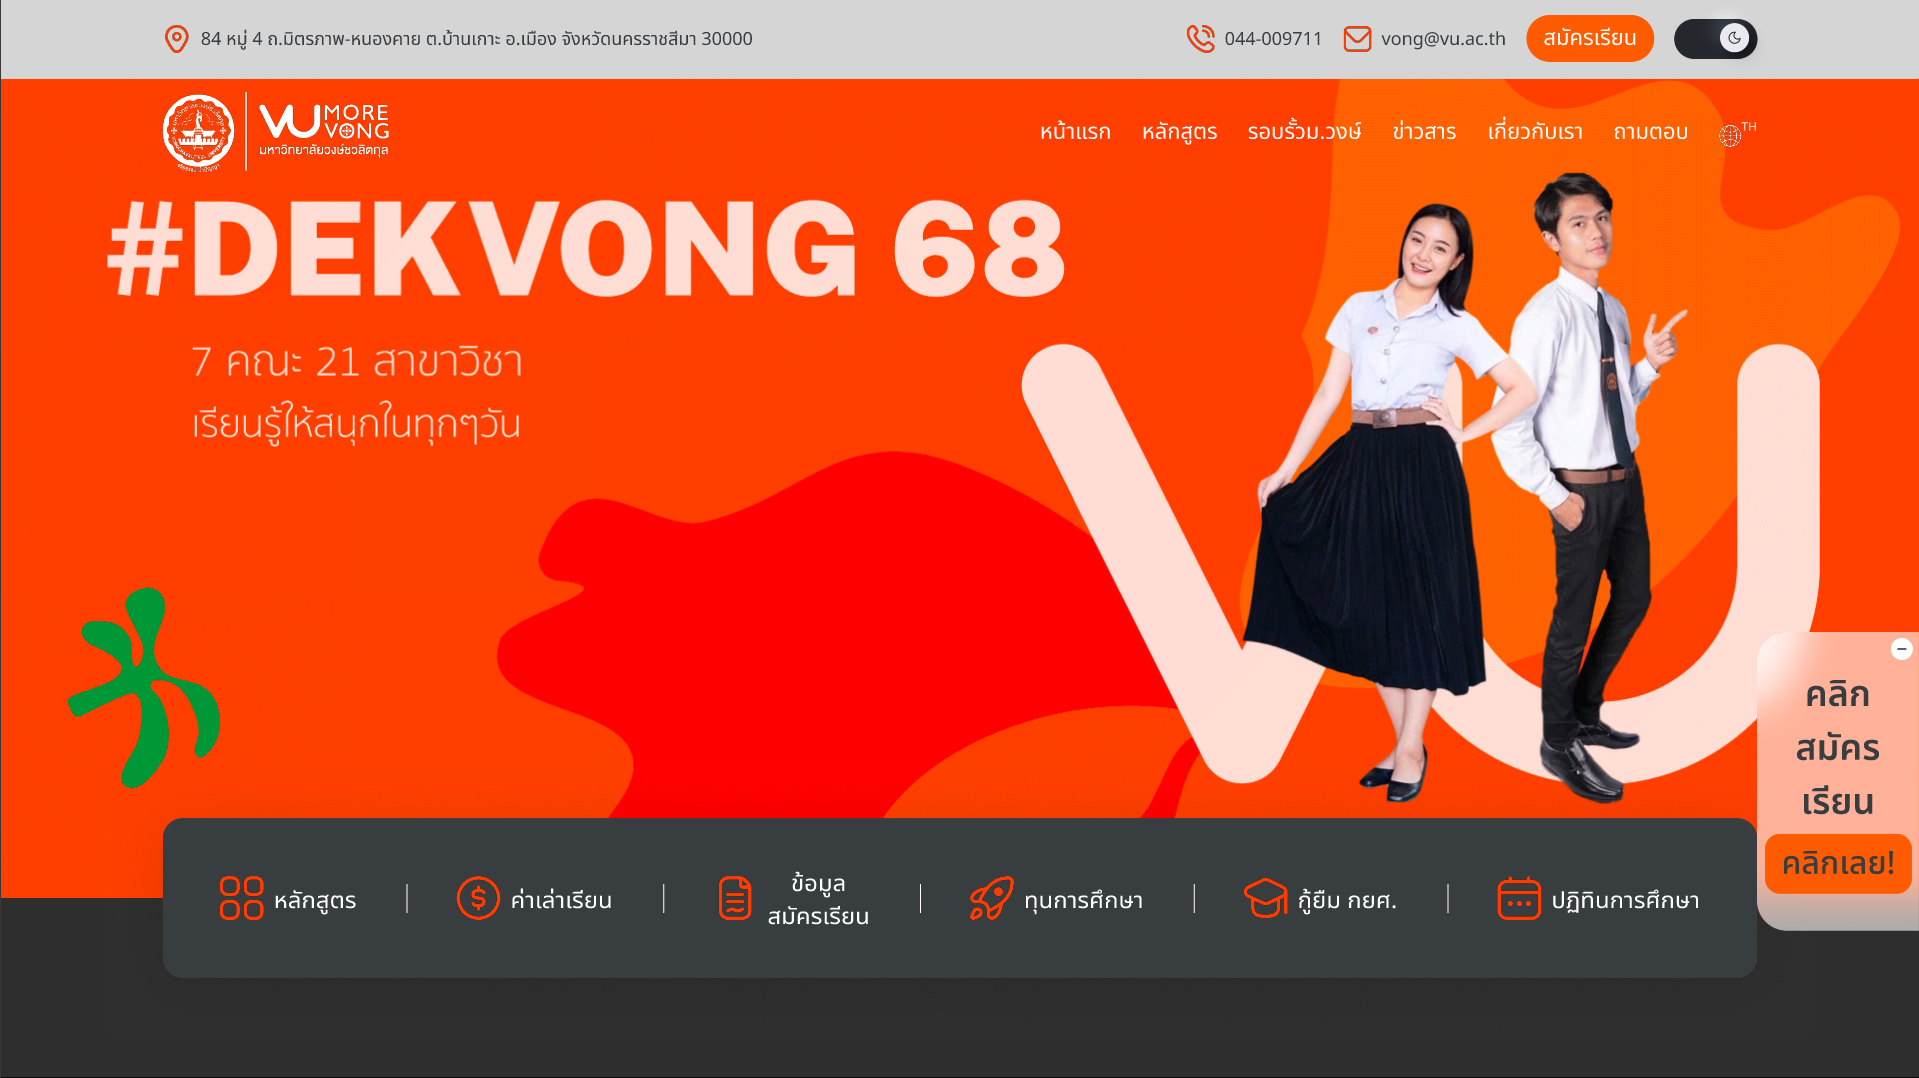 84 หมู่ 4 ถ.มิตรภาพ-หนองคาย ต.บ้านเกาะ อ.เมือง จังหวัดนครราชสีมา 30000
044-009711
vong@vu.ac.th
สมัครเรียน
VU MORE VONG
มหาวิทยาลัยวงษ์ชวลิตกุล
หน้าแรก
หลักสูตร
รอบรั้วม.วงษ์
ข่าวสาร
เกี่ยวกับเรา
ถามตอบ
TH
#DEKVONG 68
7 คณะ 21 สาขาวิชา
เรียนรู้ให้สนุกในทุกๆวัน
VU
คลิก
สมัคร
เรียน
คลิกเลย!
หลักสูตร
ค่าเล่าเรียน
ข้อมูล
สมัครเรียน
ทุนการศึกษา
กู้ยืม กยศ.
ปฏิทินการศึกษา